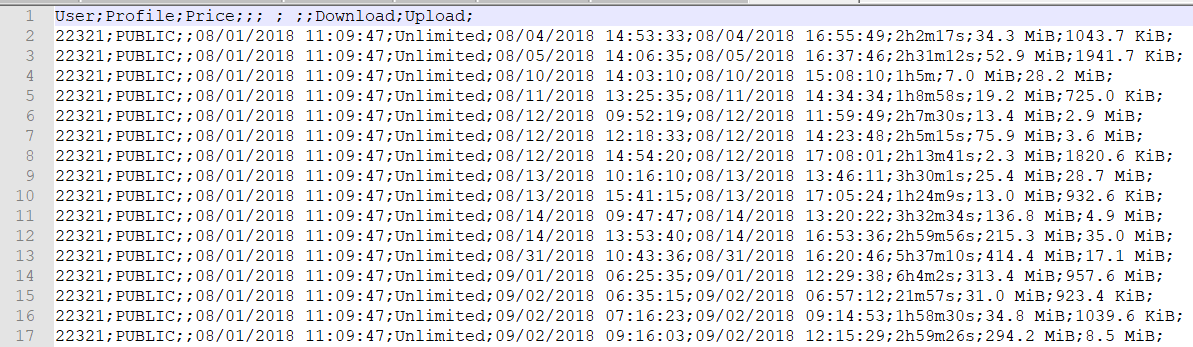 1 User;Profile;Price;;; ; ;;Download;Upload;
2 22321;PUBLIC;;08/01/2018 11:09:47;Unlimited;08/04/2018 14:53:33;08/04/2018 16:55:49;2h2m17s;34.3 MiB;1043.7 KiB;
3 22321;PUBLIC;;08/01/2018 11:09:47;Unlimited;08/05/2018 14:06:35;08/05/2018 16:37:46;2h31m12s;52.9 MiB;1941.7 KiB;
4 22321;PUBLIC;;08/01/2018 11:09:47;Unlimited;08/10/2018 14:03:10;08/10/2018 15:08:10;1h5m;7.0 MiB;28.2 MiB;
5 22321;PUBLIC;;08/01/2018 11:09:47;Unlimited;08/11/2018 13:25:35;08/11/2018 14:34:34;1h8m58s;19.2 MiB;725.0 KiB;
6 22321;PUBLIC;;08/01/2018 11:09:47;Unlimited;08/12/2018 09:52:19;08/12/2018 11:59:49;2h7m30s;13.4 MiB;2.9 MiB;
7 22321;PUBLIC;;08/01/2018 11:09:47;Unlimited;08/12/2018 12:18:33;08/12/2018 14:23:48;2h5m15s;75.9 MiB;3.6 MiB;
8 22321;PUBLIC;;08/01/2018 11:09:47;Unlimited;08/12/2018 14:54:20;08/12/2018 17:08:01;2h13m41s;2.3 MiB;1820.6 KiB;
9 22321;PUBLIC;;08/01/2018 11:09:47;Unlimited;08/13/2018 10:16:10;08/13/2018 13:46:11;3h30m1s;25.4 MiB;28.7 MiB;
10 22321;PUBLIC;;08/01/2018 11:09:47;Unlimited;08/13/2018 15:41:15;08/13/2018 17:05:24;1h24m9s;13.0 MiB;932.6 KiB;
11 22321;PUBLIC;;08/01/2018 11:09:47;Unlimited;08/14/2018 09:47:47;08/14/2018 13:20:22;3h32m34s;136.8 MiB;4.9 MiB;
12 22321;PUBLIC;;08/01/2018 11:09:47;Unlimited;08/14/2018 13:53:40;08/14/2018 16:53:36;2h59m56s;215.3 MiB;35.0 MiB;
13 22321;PUBLIC;;08/01/2018 11:09:47;Unlimited;08/31/2018 10:43:36;08/31/2018 16:20:46;5h37m10s;414.4 MiB;17.1 MiB;
14 22321;PUBLIC;;08/01/2018 11:09:47;Unlimited;09/01/2018 06:25:35;09/01/2018 12:29:38;6h4m2s;313.4 MiB;957.6 MiB;
15 22321;PUBLIC;;08/01/2018 11:09:47;Unlimited;09/02/2018 06:35:15;09/02/2018 06:57:12;21m57s;31.0 MiB;923.4 KiB;
16 22321;PUBLIC;;08/01/2018 11:09:47;Unlimited;09/02/2018 07:16:23;09/02/2018 09:14:53;1h58m30s;34.8 MiB;1039.6 KiB;
17 22321;PUBLIC;;08/01/2018 11:09:47;Unlimited;09/02/2018 09:16:03;09/02/2018 12:15:29;2h59m26s;294.2 MiB;8.5 MiB;